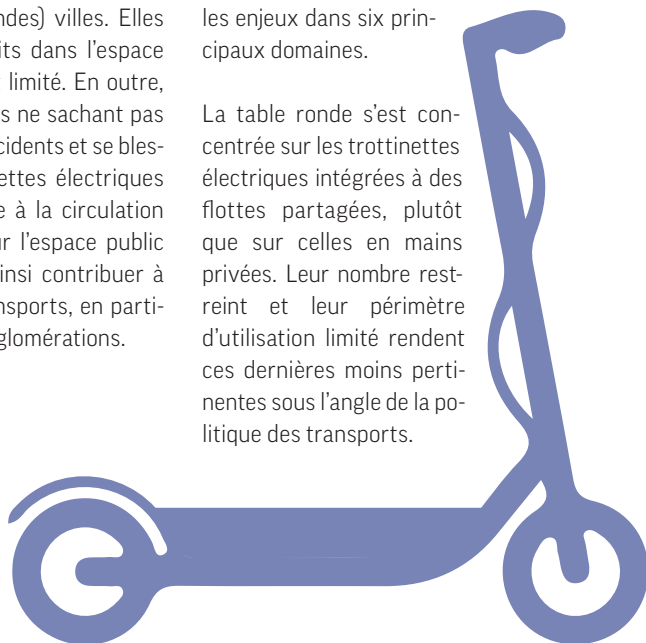 ndes) villes. Elles
its dans l'espace
limité. En outre,
s ne sachant pas
cidents et se bles-
ettes électriques
e à la circulation
ur l'espace public
insi contribuer à
nsports, en parti-
glomérations.
les enjeux dans six prin-
cipaux domaines.
La table ronde s'est con-
centrée sur les trottinettes
électriques intégrées à des
flottes partagées, plutôt
que sur celles en mains
privées. Leur nombre rest-
reint et leur périmètre
d'utilisation limité rendent
ces dernières moins perti-
nentes sous l'angle de la po-
litique des transports.